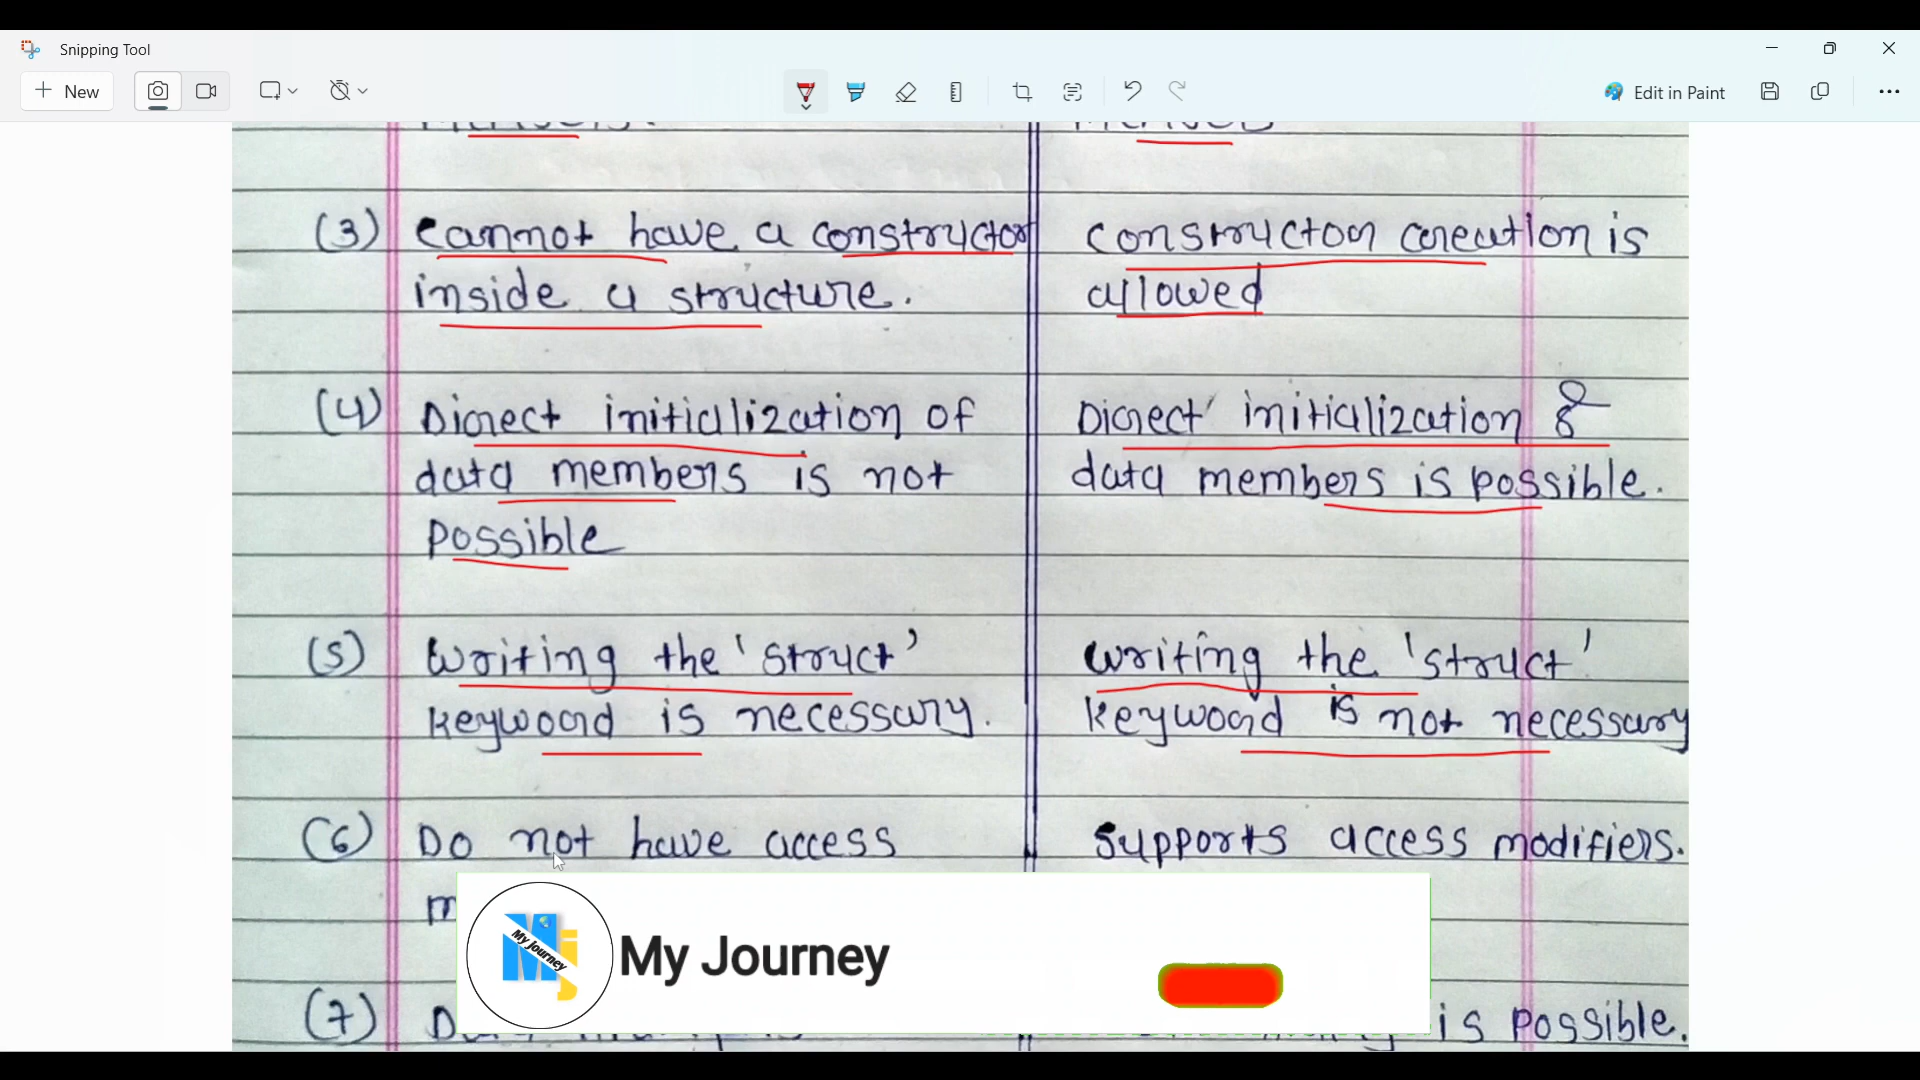 Snipping Tool
New
Edit in Paint
(3) Cannot have a constructor
inside a structure.
Constructor creation is
allowed
(4) Direct initialization of
data members is not
possible
Direct initialization of
data members is possible.
(5) Writing the 'struct'
keyword is necessary.
writing the 'struct'
keyword is not necessary
(6) Do not have access
Supports access modifiers.
My Journey
My Journey
(7)
is possible.